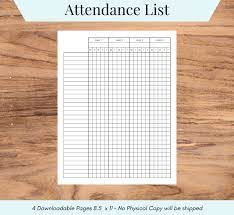 Attendance List
4 Downloadable Pages 8.5 x 11 - No Physical Copy will be shipped